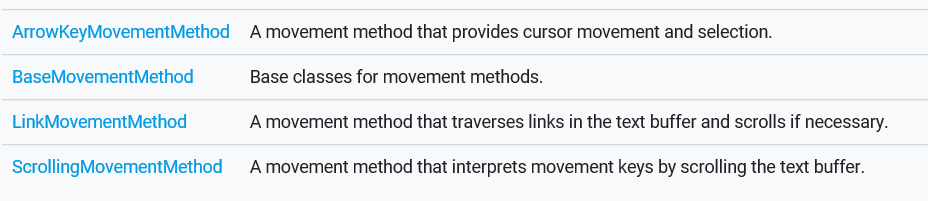 ArrowKeyMovementMethod A movement method that provides cursor movement and selection.
BaseMovementMethod Base classes for movement methods.
LinkMovementMethod A movement method that traverses links in the text buffer and scrolls if necessary.
ScrollingMovementMethod A movement method that interprets movement keys by scrolling the text buffer.